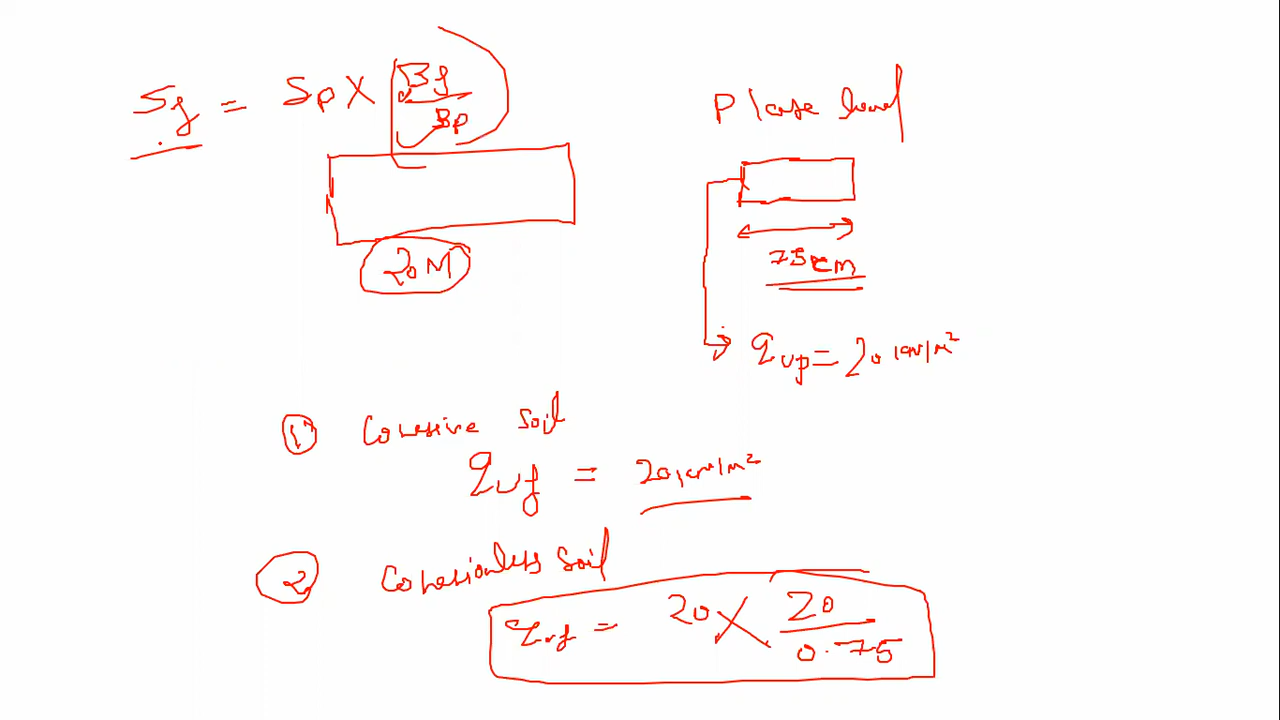 Sf = Sp X Bf / Bp
Plate load
20M
75cm
qup = 20 kN/m²
1 Cohesive soil
quf = 20 kN/m²
2 Cohesionless soil
quf = 20 X 20 / 0.75